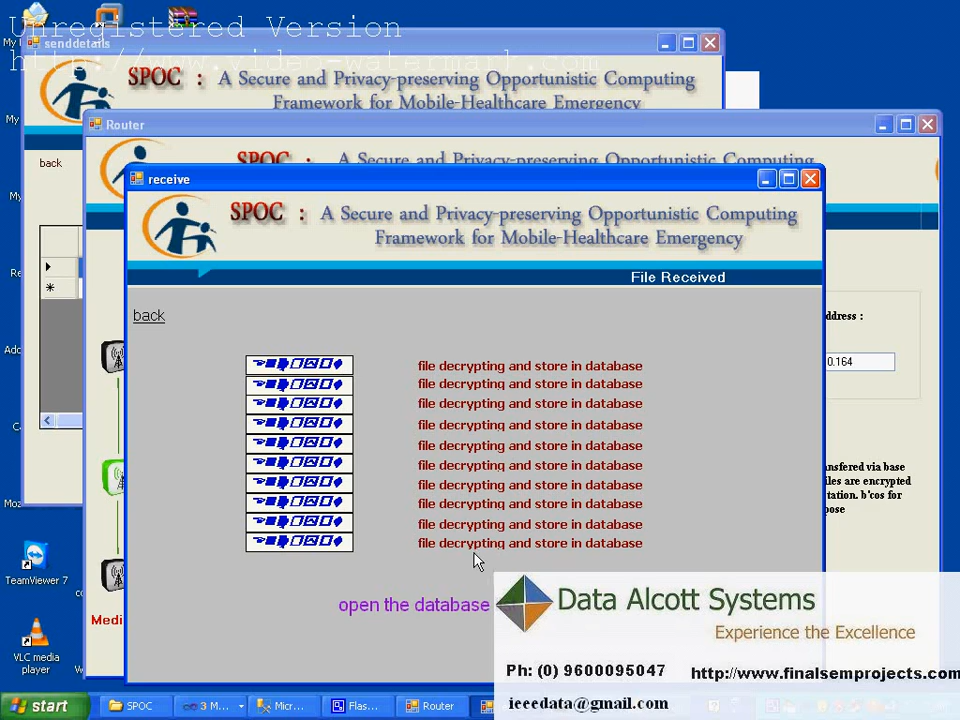 Unregistered Version
http://www.video-watermark.com
senddetails
SPOC : A Secure and Privacy-preserving Opportunistic Computing
Framework for Mobile-Healthcare Emergency
Router
SPOC : A Secure and Privacy-preserving Opportunistic Computing
back
receive
SPOC : A Secure and Privacy-preserving Opportunistic Computing
Framework for Mobile-Healthcare Emergency
File Received
back
ddress :
0.164
file decrypting and store in database
file decrypting and store in database
file decrypting and store in database
file decrypting and store in database
file decrypting and store in database
file decrypting and store in database
file decrypting and store in database
file decrypting and store in database
file decrypting and store in database
file decrypting and store in database
nsfered via base
iles are encrypted
tation. b'cos for
pose
open the database
Medi
TeamViewer 7
VLC media
player
Data Alcott Systems
Experience the Excellence
Ph: (0) 9600095047
http://www.finalsemprojects.com
ieeedata@gmail.com
start
SPOC
3 M...
Micr...
Flas...
Router